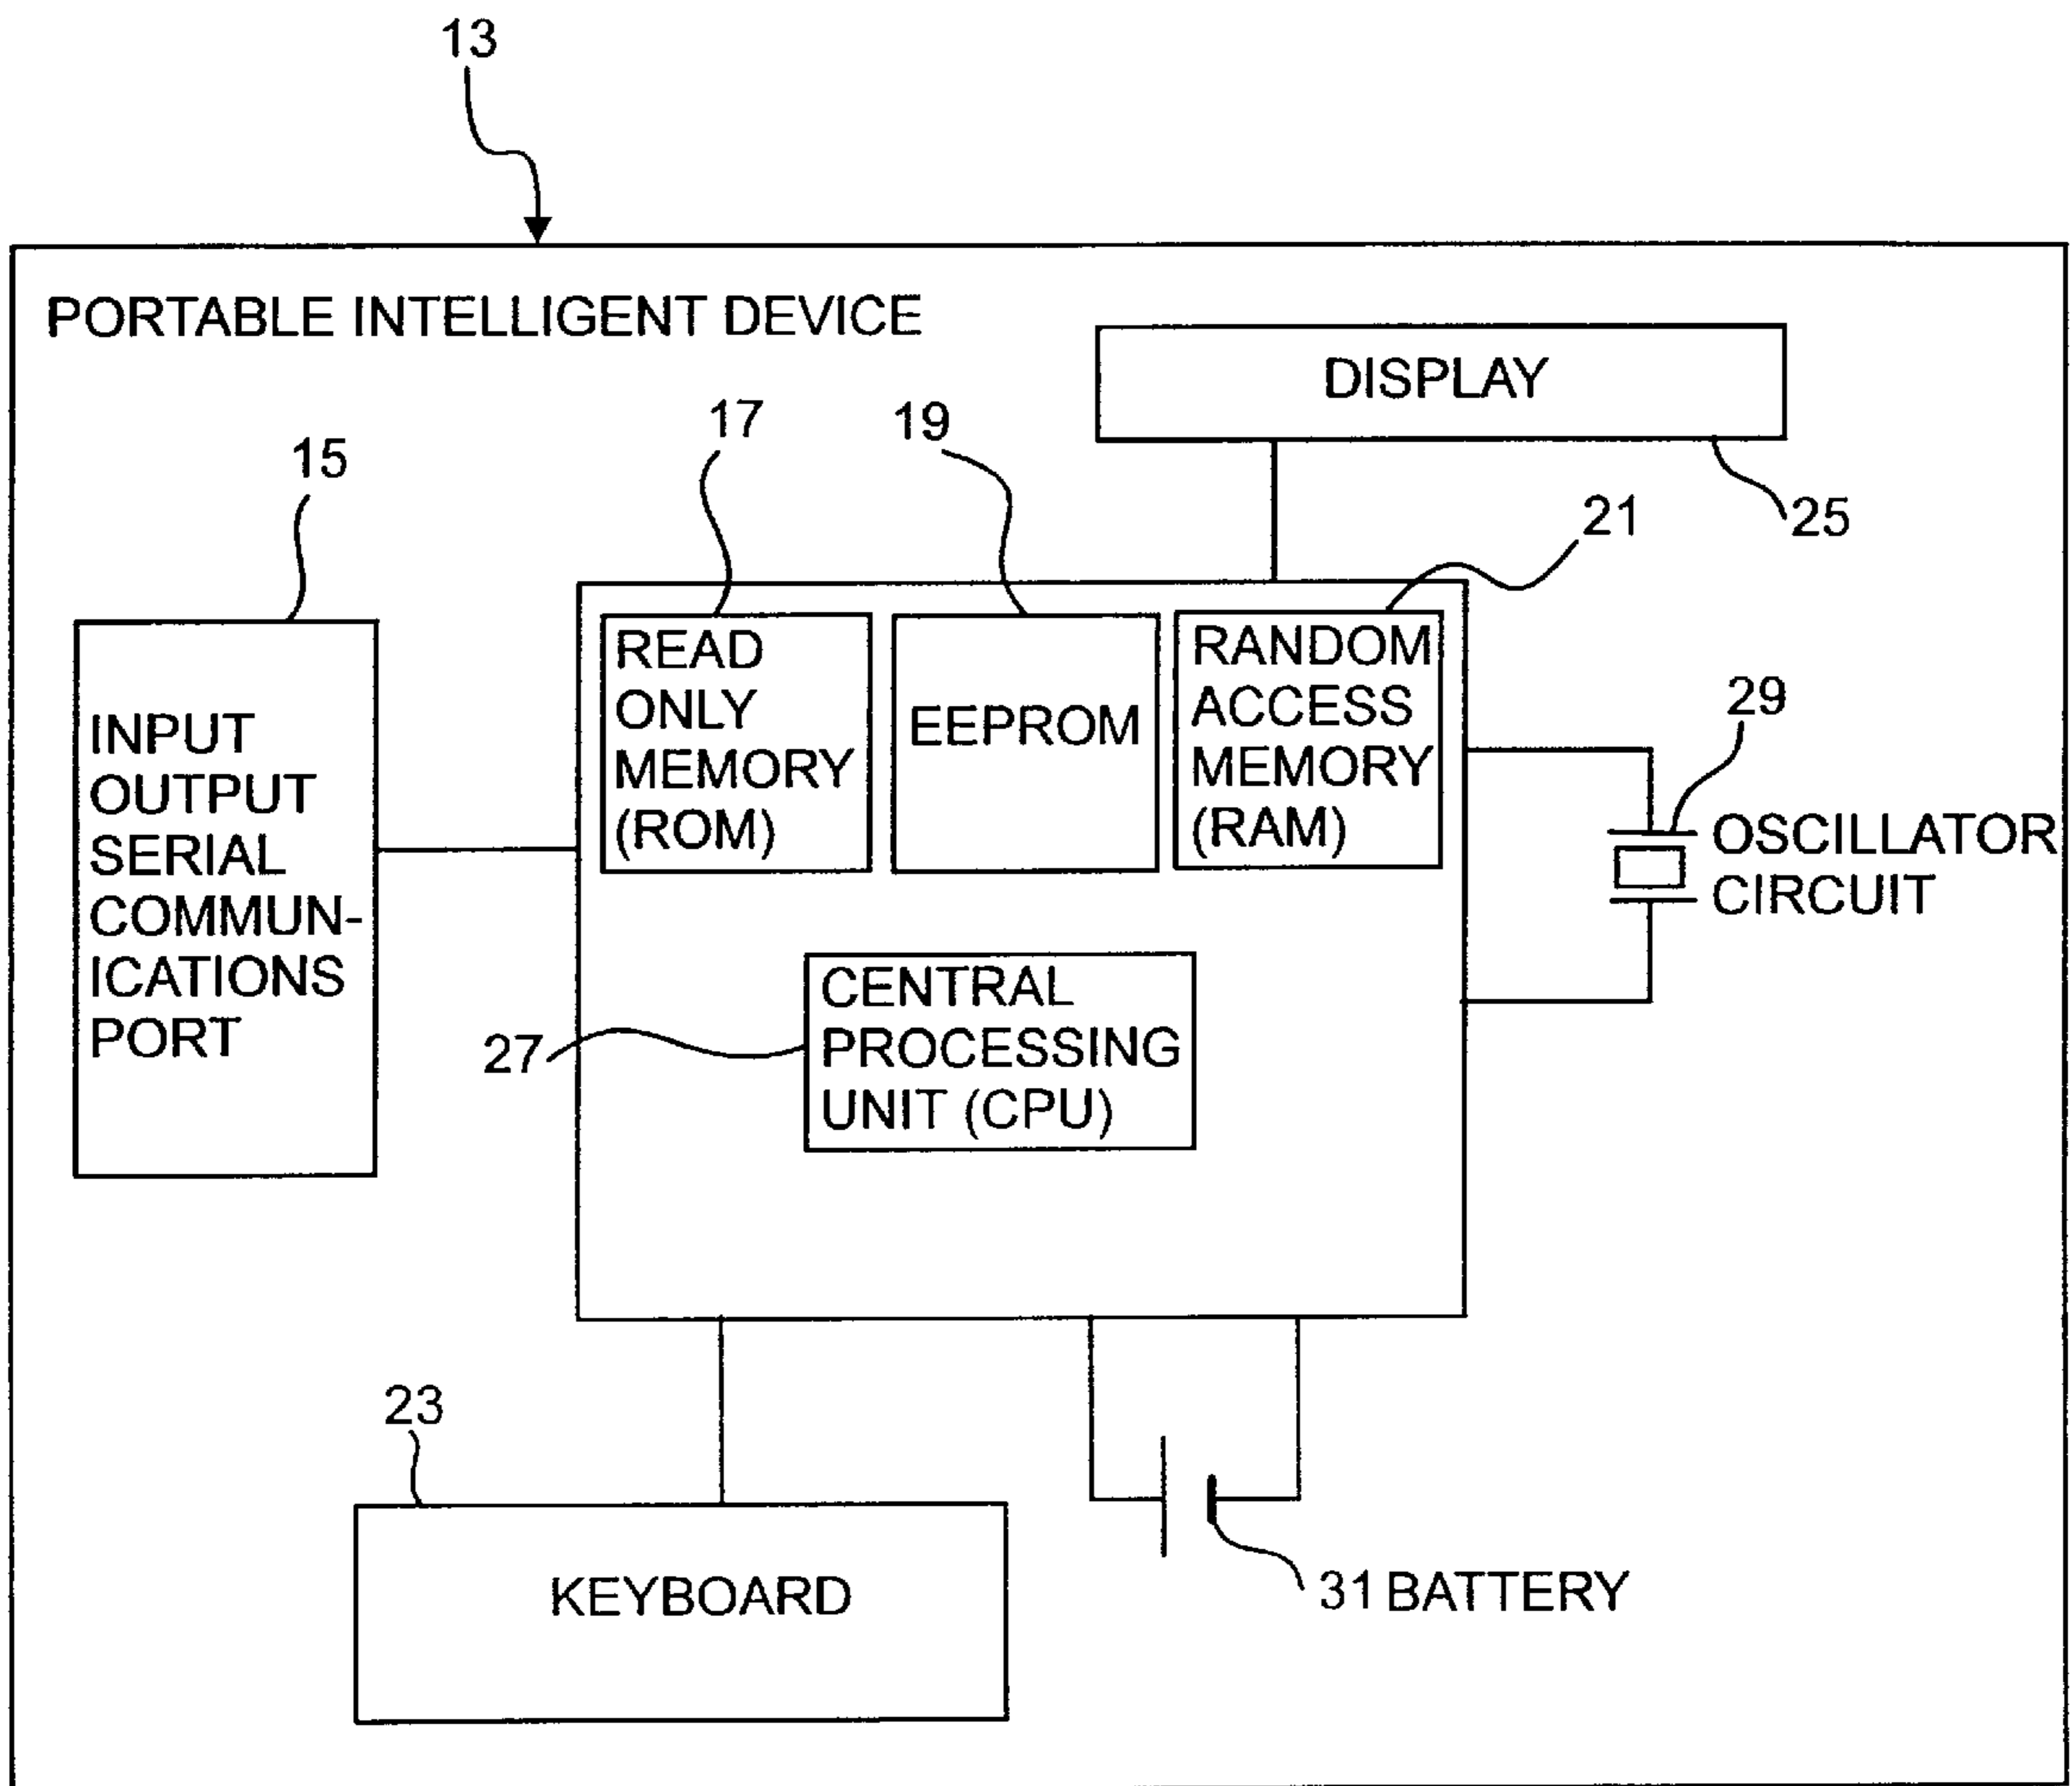 13
PORTABLE INTELLIGENT DEVICE
DISPLAY
17
19
15
21
25
READ
ONLY
MEMORY
(ROM)
EEPROM
RANDOM
ACCESS
MEMORY
(RAM)
29
OSCILLATOR
CIRCUIT
INPUT
OUTPUT
SERIAL
COMMUN-
ICATIONS
PORT
27
CENTRAL
PROCESSING
UNIT (CPU)
23
KEYBOARD
31 BATTERY